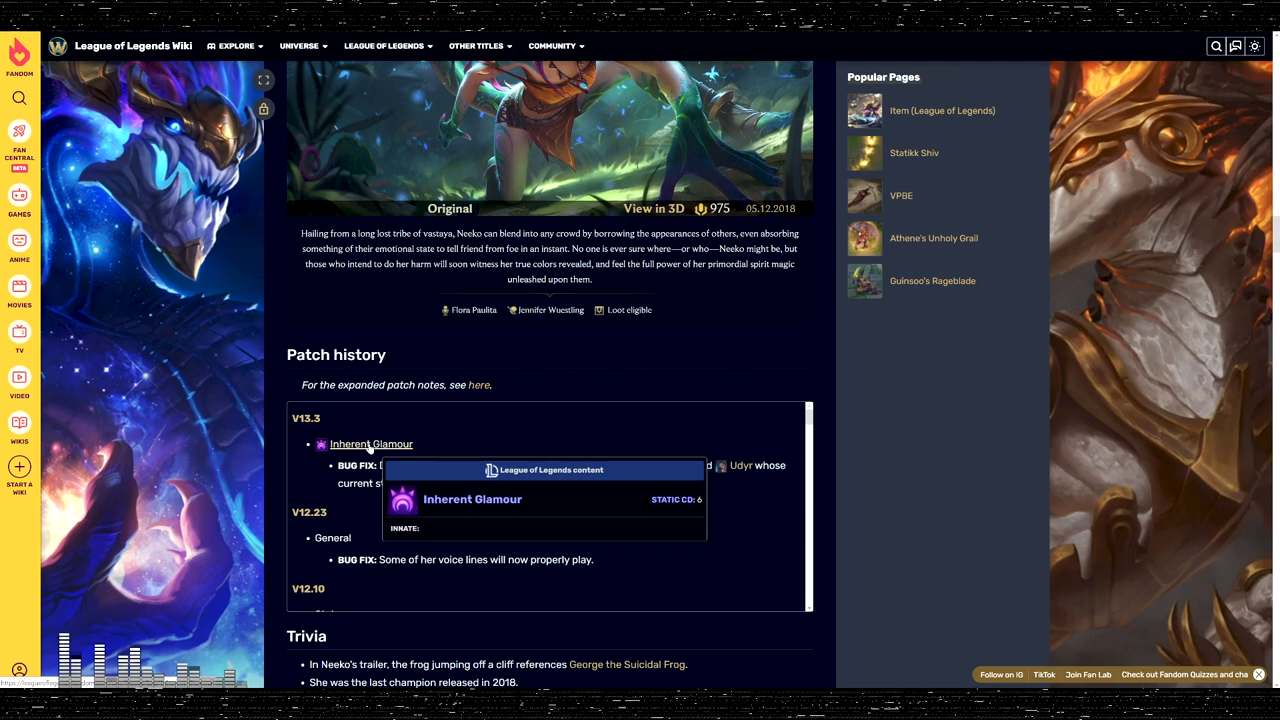 League of Legends Wiki
EXPLORE
UNIVERSE
LEAGUE OF LEGENDS
OTHER TITLES
COMMUNITY
FANDOM
FAN
CENTRAL
BETA
GAMES
ANIME
MOVIES
TV
VIDEO
WIKIS
START A
WIKI
Original
View in 3D
975
05.12.2018
Hailing from a long lost tribe of vastaya, Neeko can blend into any crowd by borrowing the appearances of others, even absorbing
something of their emotional state to tell friend from foe in an instant. No one is ever sure where—or who—Neeko might be, but
those who intend to do her harm will soon witness her true colors revealed, and feel the full power of her primordial spirit magic
unleashed upon them.
Flora Paulita
Jennifer Wuestling
Loot eligible
Patch history
For the expanded patch notes, see here.
V13.3
Inherent Glamour
BUG FIX:
Udyr whose
current
League of Legends content
Inherent Glamour
STATIC CD: 6
INNATE:
V12.23
General
BUG FIX: Some of her voice lines will now properly play.
V12.10
Trivia
In Neeko's trailer, the frog jumping off a cliff references George the Suicidal Frog.
She was the last champion released in 2018.
Popular Pages
Item (League of Legends)
Statikk Shiv
VPBE
Athene's Unholy Grail
Guinsoo's Rageblade
Follow on IG
TikTok
Join Fan Lab
Check out Fandom Quizzes and cha